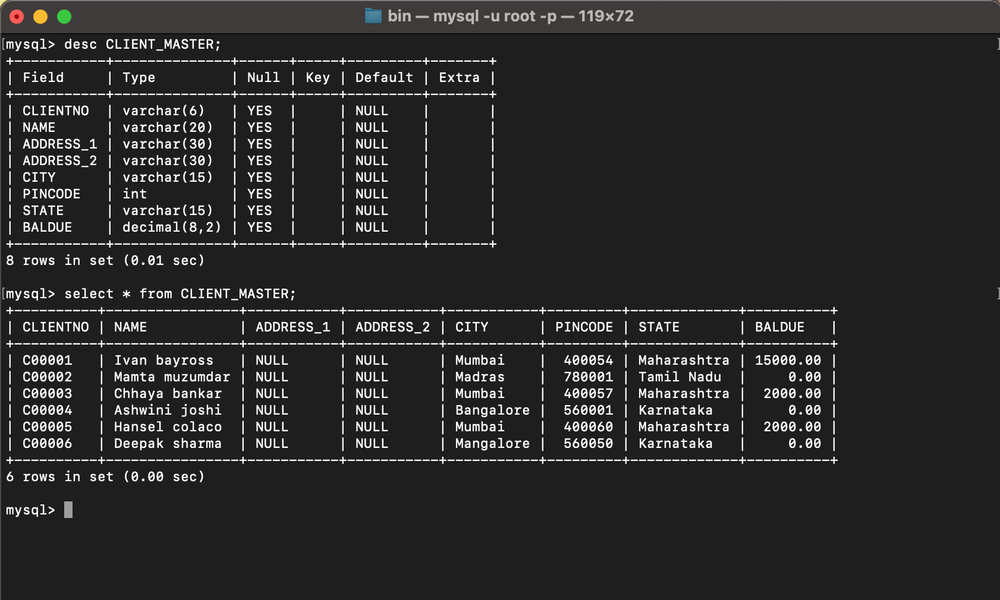 bin — mysql -u root -p — 119×72
mysql> desc CLIENT_MASTER;
+-----------+--------------+------+-----+---------+-------+
| Field     | Type         | Null | Key | Default | Extra |
+-----------+--------------+------+-----+---------+-------+
| CLIENTNO  | varchar(6)   | YES  |     | NULL    |       |
| NAME      | varchar(20)  | YES  |     | NULL    |       |
| ADDRESS_1 | varchar(30)  | YES  |     | NULL    |       |
| ADDRESS_2 | varchar(30)  | YES  |     | NULL    |       |
| CITY      | varchar(15)  | YES  |     | NULL    |       |
| PINCODE   | int          | YES  |     | NULL    |       |
| STATE     | varchar(15)  | YES  |     | NULL    |       |
| BALDUE    | decimal(8,2) | YES  |     | NULL    |       |
+-----------+--------------+------+-----+---------+-------+
8 rows in set (0.01 sec)
mysql> select * from CLIENT_MASTER;
+----------+----------------+-----------+-----------+-----------+---------+-------------+----------+
| CLIENTNO | NAME           | ADDRESS_1 | ADDRESS_2 | CITY      | PINCODE | STATE       | BALDUE   |
+----------+----------------+-----------+-----------+-----------+---------+-------------+----------+
| C00001   | Ivan bayross   | NULL      | NULL      | Mumbai    |  400054 | Maharashtra | 15000.00 |
| C00002   | Mamta muzumdar | NULL      | NULL      | Madras    |  780001 | Tamil Nadu  |     0.00 |
| C00003   | Chhaya bankar  | NULL      | NULL      | Mumbai    |  400057 | Maharashtra |  2000.00 |
| C00004   | Ashwini joshi  | NULL      | NULL      | Bangalore |  560001 | Karnataka   |     0.00 |
| C00005   | Hansel colaco  | NULL      | NULL      | Mumbai    |  400060 | Maharashtra |  2000.00 |
| C00006   | Deepak sharma  | NULL      | NULL      | Mangalore |  560050 | Karnataka   |     0.00 |
+----------+----------------+-----------+-----------+-----------+---------+-------------+----------+
6 rows in set (0.00 sec)
mysql>